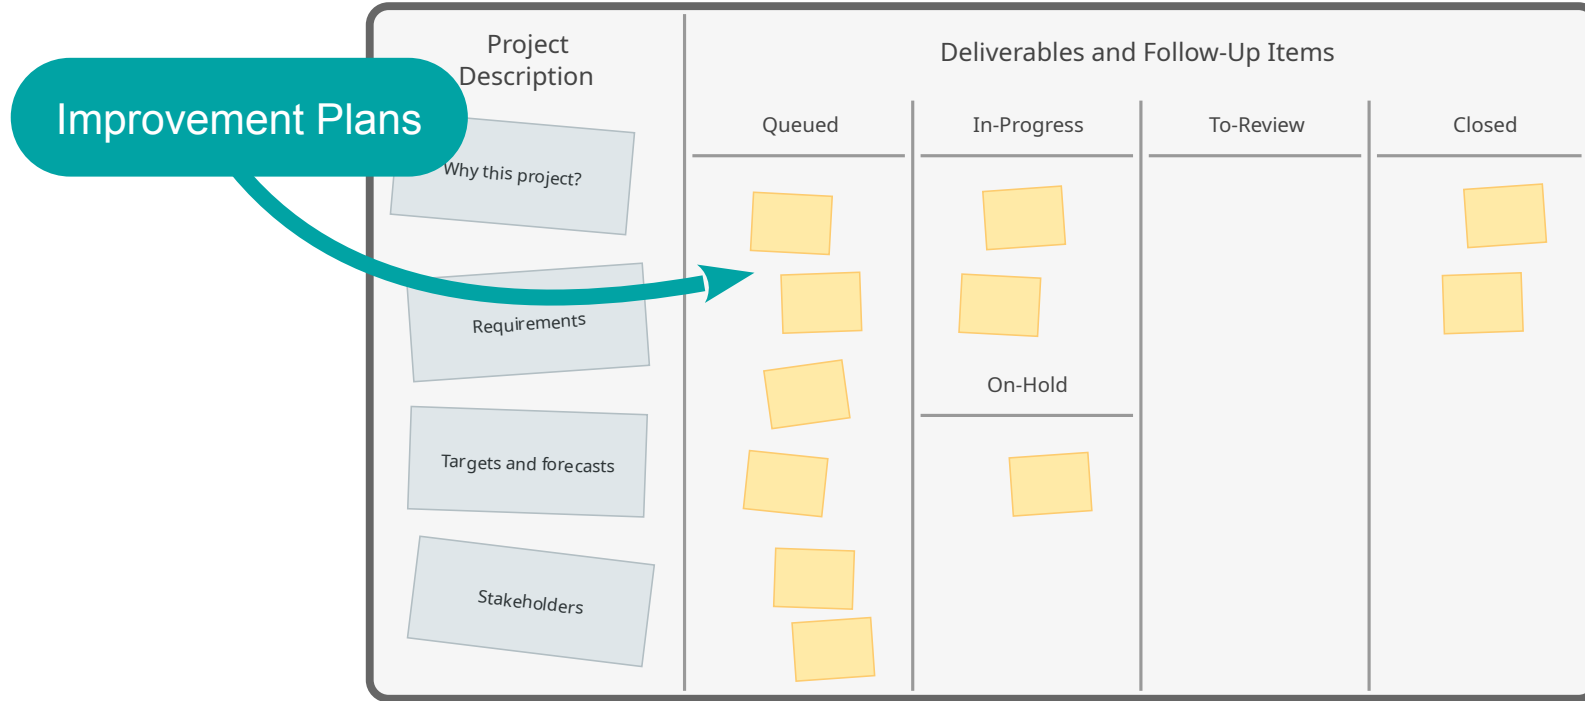 Project
Description
Deliverables and Follow-Up Items
Improvement Plans
Queued
In-Progress
To-Review
Closed
Why this project?
Requirements
On-Hold
Targets and forecasts
Stakeholders